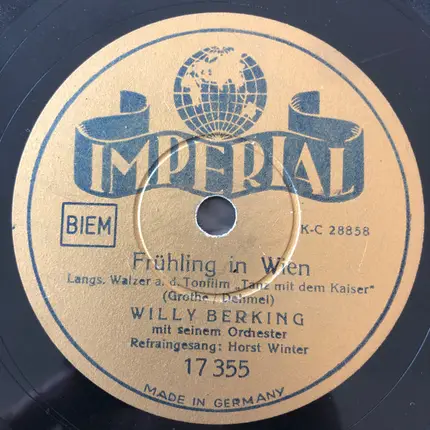 IMPERIAL
BIEM
K-C 28858
Frühling in Wien
Langs. Walzer a. d. Tonfilm „Tanz mit dem Kaiser"
(Grothe / Dehmel)
WILLY BERKING
mit seinem Orchester
Refraingesang: Horst Winter
17 355
MADE IN GERMANY